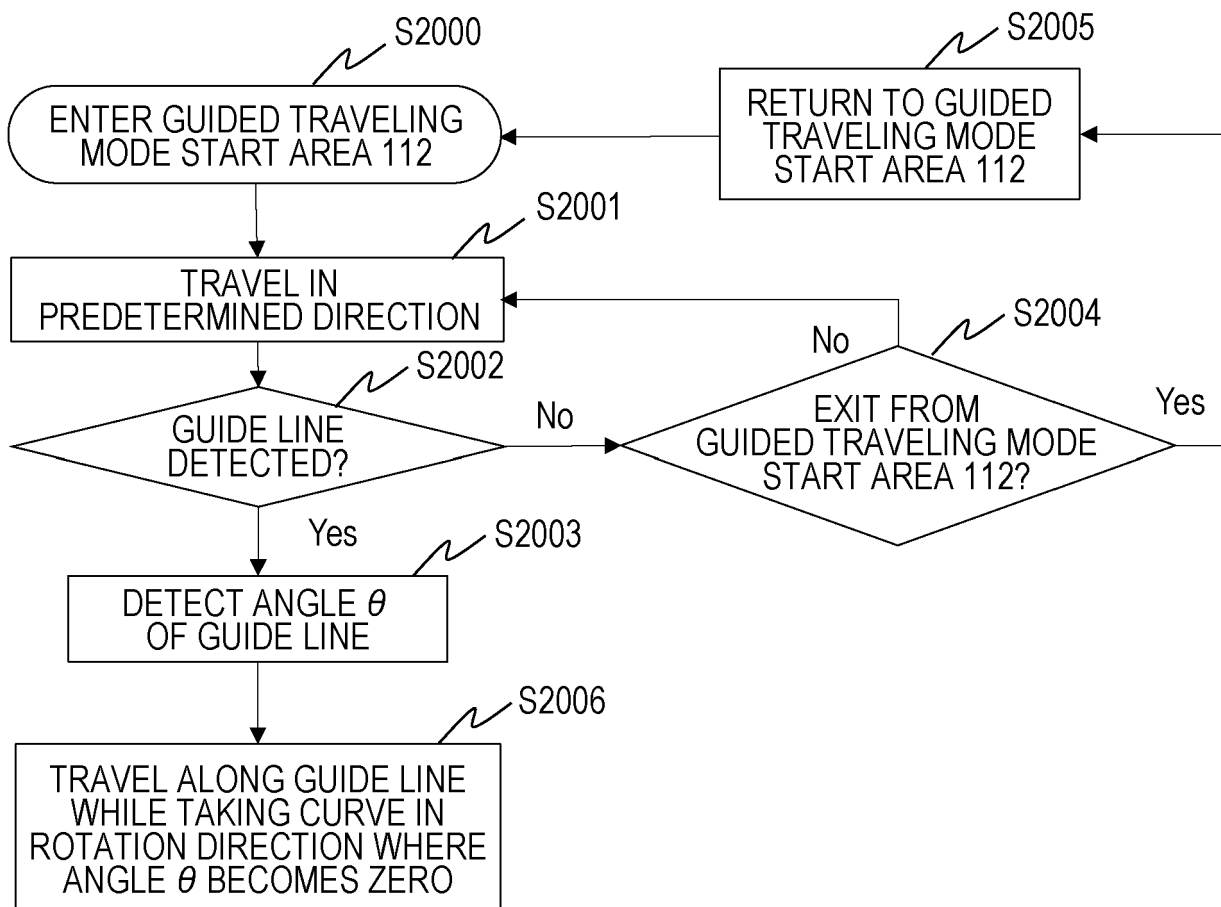 S2000
ENTER GUIDED TRAVELING
MODE START AREA 112
S2005
RETURN TO GUIDED
TRAVELING MODE
START AREA 112
S2001
TRAVEL IN
PREDETERMINED DIRECTION
S2002
GUIDE LINE
DETECTED?
No
Yes
S2004
No
EXIT FROM
GUIDED TRAVELING MODE
START AREA 112?
Yes
S2003
DETECT ANGLE θ
OF GUIDE LINE
S2006
TRAVEL ALONG GUIDE LINE
WHILE TAKING CURVE IN
ROTATION DIRECTION WHERE
ANGLE θ BECOMES ZERO